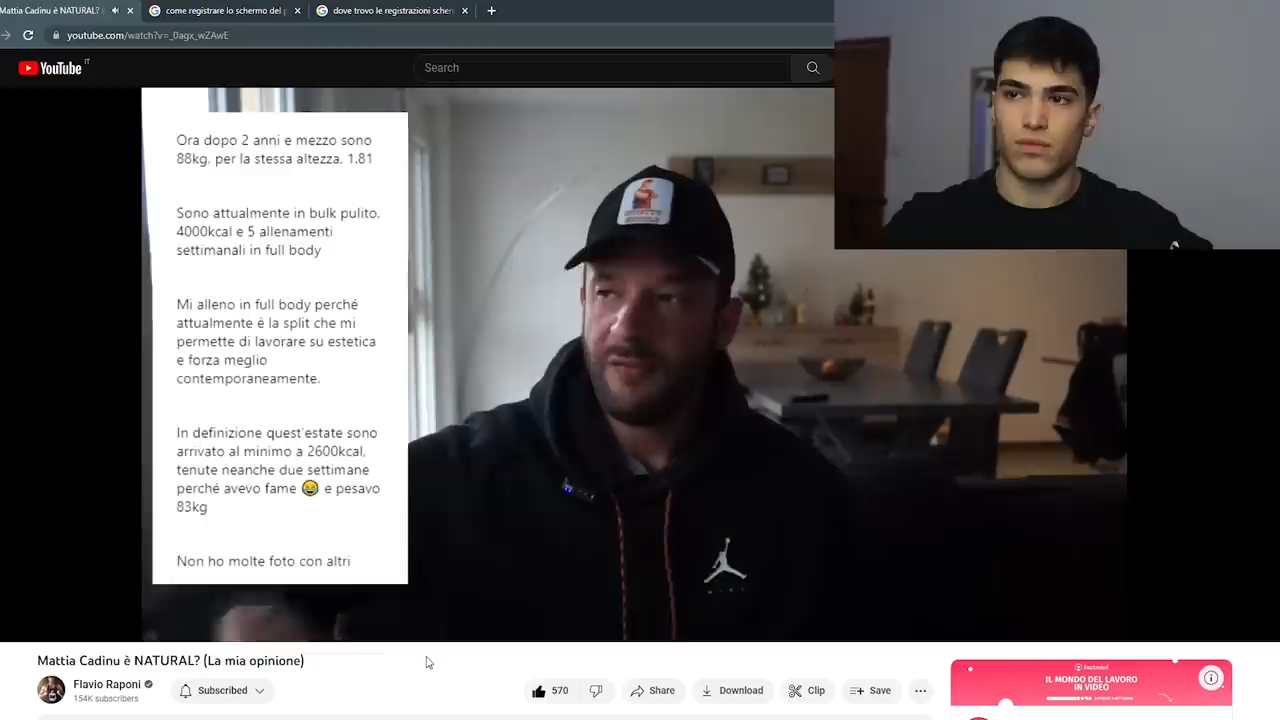 Mattia Cadinu è NATURAL? (
come registrare lo schermo del p
dove trovo le registrazioni scher
youtube.com/watch?v=_0agx_wZAwE
YouTube IT
Search
Ora dopo 2 anni e mezzo sono
88kg, per la stessa altezza. 1.81
Sono attualmente in bulk pulito,
4000kcal e 5 allenamenti
settimanali in full body
Mi alleno in full body perché
attualmente è la split che mi
permette di lavorare su estetica
e forza meglio
contemporaneamente.
In definizione quest'estate sono
arrivato al minimo a 2600kcal,
tenute neanche due settimane
perché avevo fame 😂 e pesavo
83kg
Non ho molte foto con altri
Mattia Cadinu è NATURAL? (La mia opinione)
Flavio Raponi
154K subscribers
Subscribed
570
Share
Download
Clip
Save
IL MONDO DEL LAVORO
IN VIDEO